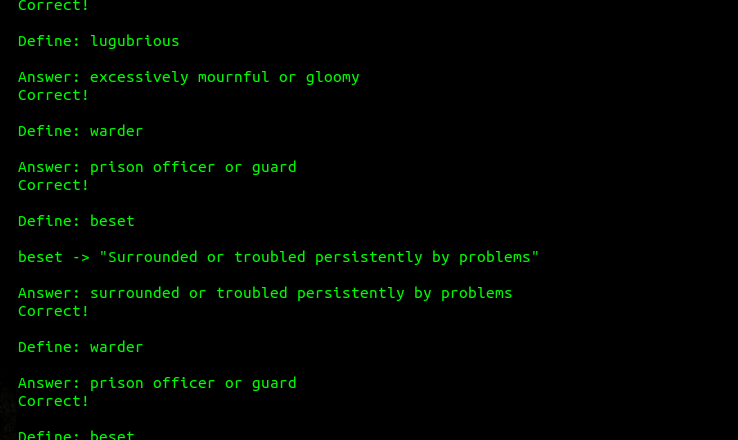 Correct!
Define: lugubrious
Answer: excessively mournful or gloomy
Correct!
Define: warder
Answer: prison officer or guard
Correct!
Define: beset
beset -> "Surrounded or troubled persistently by problems"
Answer: surrounded or troubled persistently by problems
Correct!
Define: warder
Answer: prison officer or guard
Correct!
Define: beset